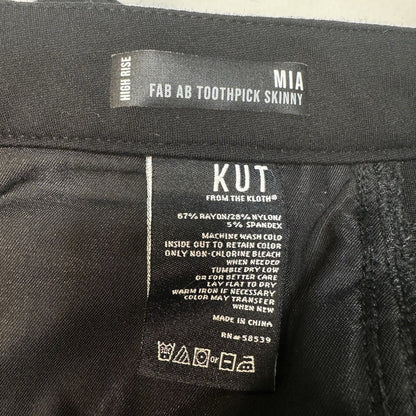 HIGH RISE
MIA
FAB AB TOOTHPICK SKINNY
KUT
FROM THE KLOTH®
67% RAYON/28% NYLON/
5% SPANDEX
MACHINE WASH COLD
INSIDE OUT TO RETAIN COLOR
ONLY NON-CHLORINE BLEACH
WHEN NEEDED
TUMBLE DRY LOW
OR FOR BETTER CARE
LAY FLAT TO DRY
WARM IRON IF NECESSARY
COLOR MAY TRANSFER
WHEN NEW
MADE IN CHINA
RN# 58539
or